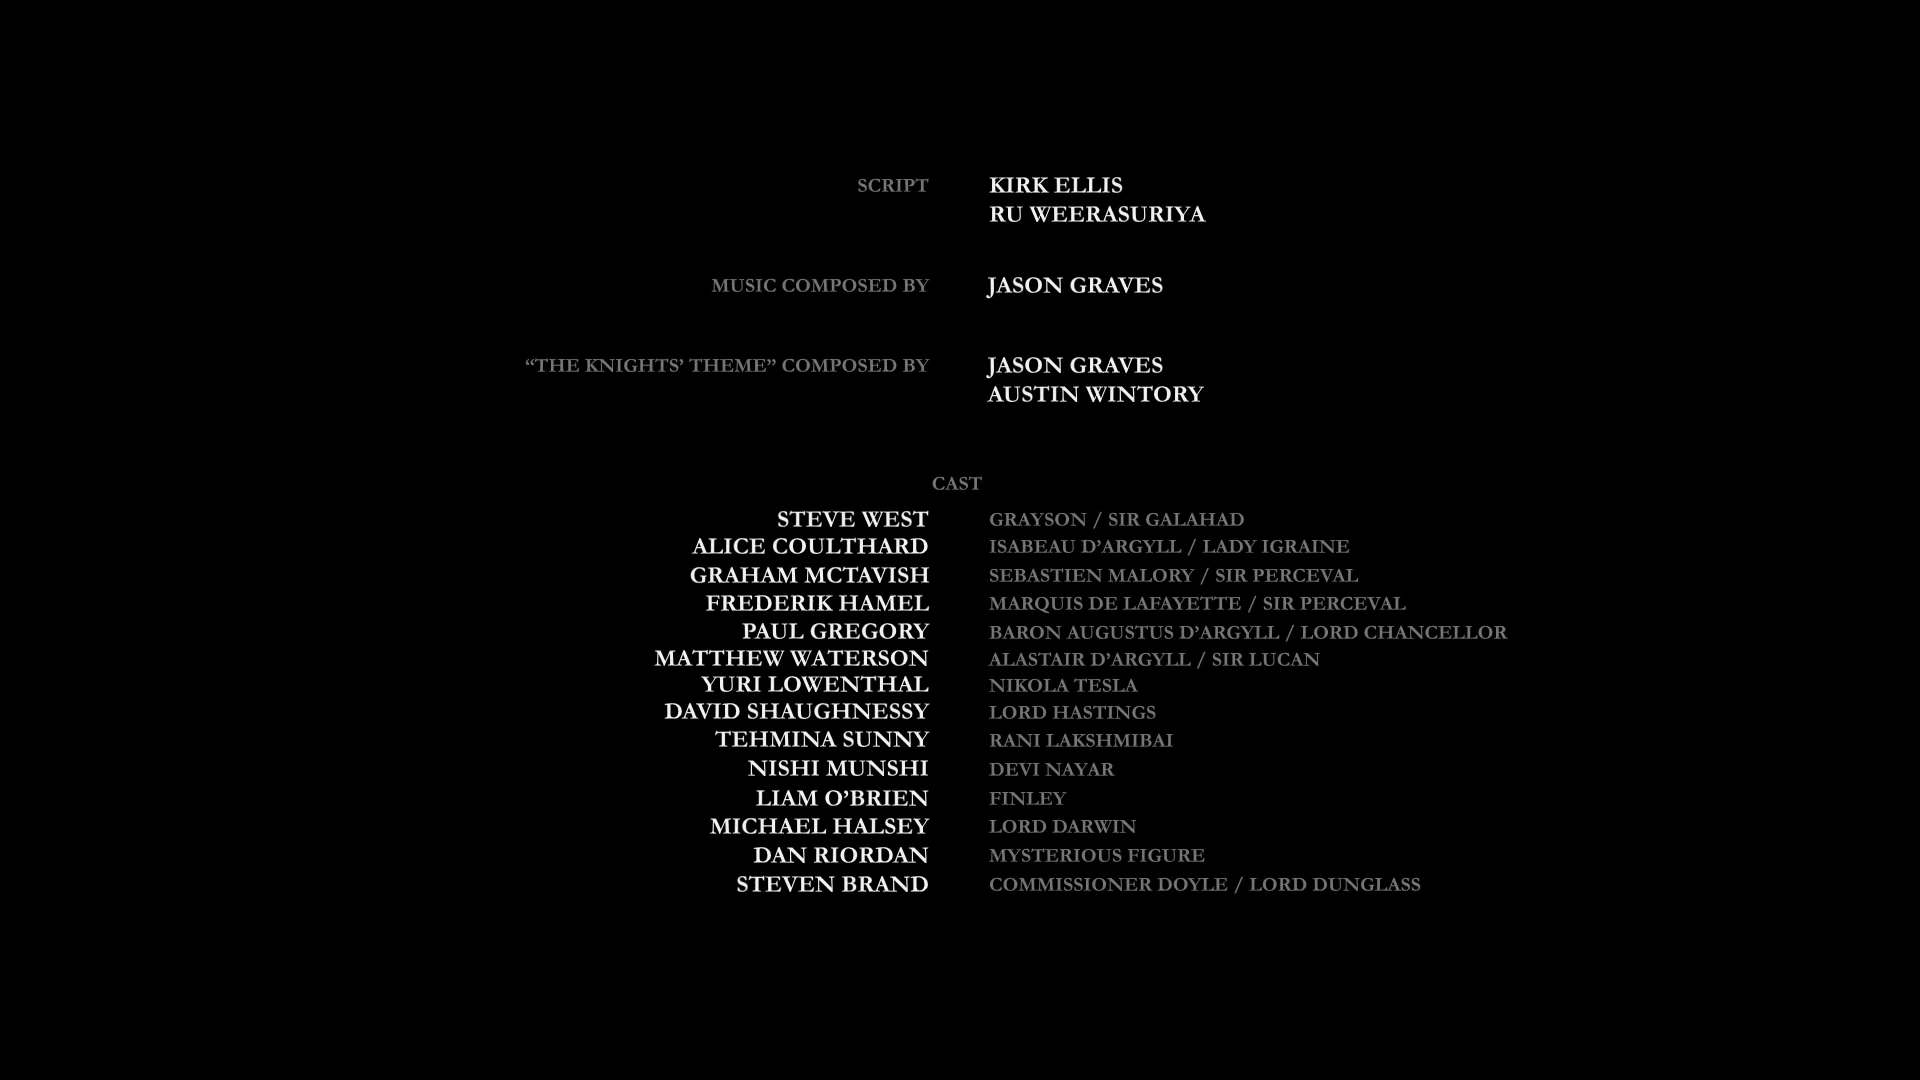 SCRIPT KIRK ELLIS
RU WEERASURIYA
MUSIC COMPOSED BY JASON GRAVES
“THE KNIGHTS’ THEME” COMPOSED BY JASON GRAVES
AUSTIN WINTORY
CAST
STEVE WEST GRAYSON / SIR GALAHAD
ALICE COULTHARD ISABEAU D’ARGYLL / LADY IGRAINE
GRAHAM MCTAVISH SEBASTIEN MALORY / SIR PERCEVAL
FREDERIK HAMEL MARQUIS DE LAFAYETTE / SIR PERCEVAL
PAUL GREGORY BARON AUGUSTUS D’ARGYLL / LORD CHANCELLOR
MATTHEW WATERSON ALASTAIR D’ARGYLL / SIR LUCAN
YURI LOWENTHAL NIKOLA TESLA
DAVID SHAUGHNESSY LORD HASTINGS
TEHMINA SUNNY RANI LAKSHMIBAI
NISHI MUNSHI DEVI NAYAR
LIAM O’BRIEN FINLEY
MICHAEL HALSEY LORD DARWIN
DAN RIORDAN MYSTERIOUS FIGURE
STEVEN BRAND COMMISSIONER DOYLE / LORD DUNGLASS